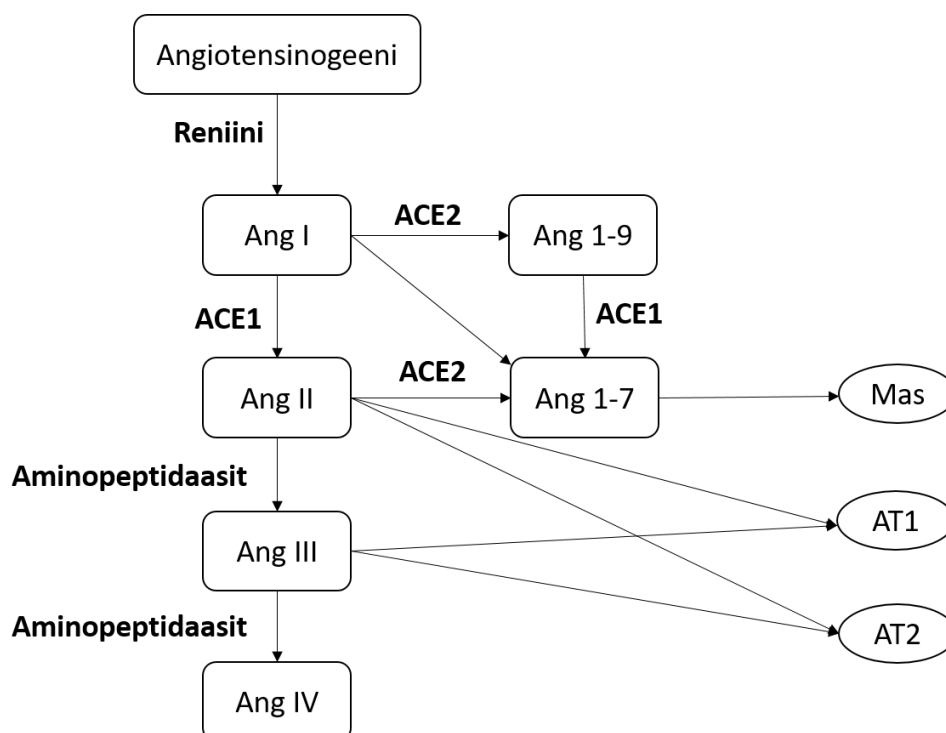 Angiotensinogeeni
Reniini
ACE2
Ang I
Ang 1-9
ACE1
ACE1
ACE2
Ang II
Ang 1-7
Mas
Aminopeptidaasit
AT1
Ang III
Aminopeptidaasit
AT2
Ang IV